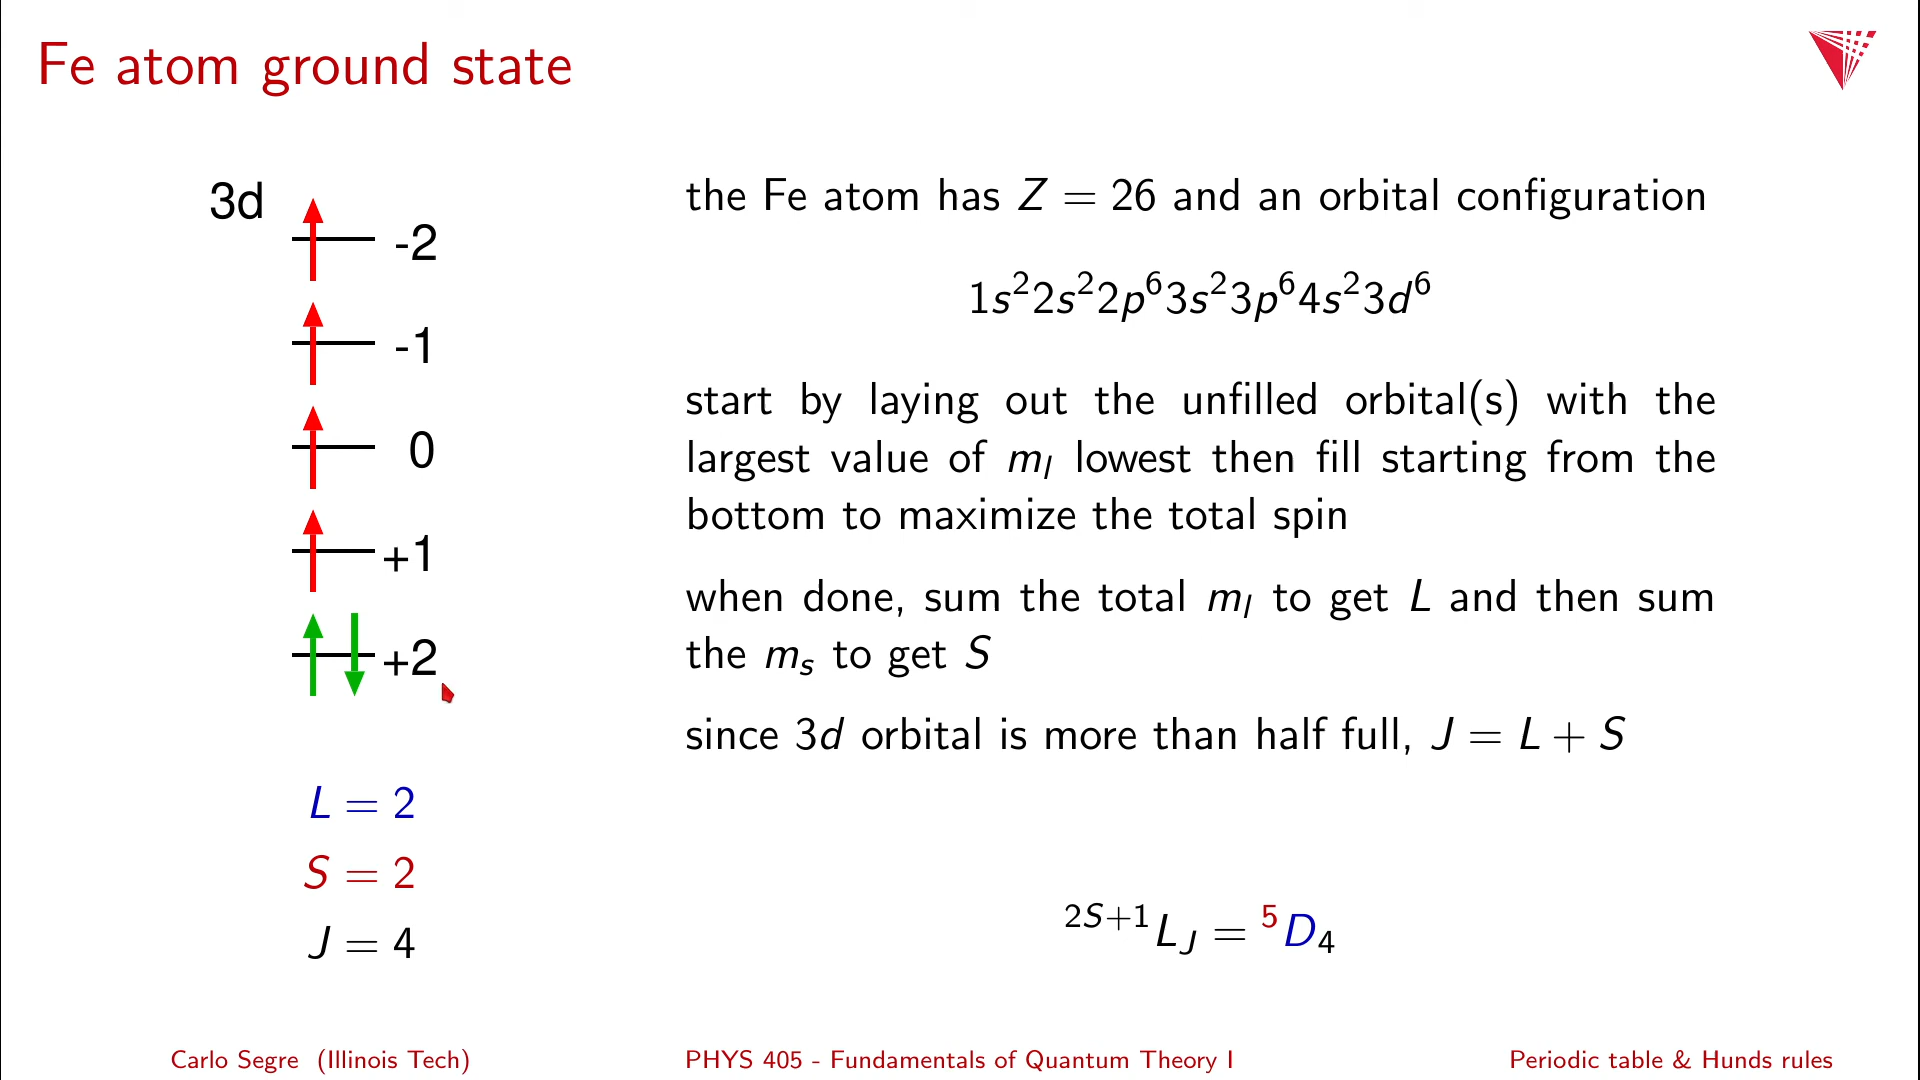 Fe atom ground state
3d
-2
-1
0
+1
+2
L = 2
S = 2
J = 4
the Fe atom has Z = 26 and an orbital configuration
1s²2s²2p⁶3s²3p⁶4s²3d⁶
start by laying out the unfilled orbital(s) with the
largest value of mₗ lowest then fill starting from the
bottom to maximize the total spin
when done, sum the total mₗ to get L and then sum
the mₛ to get S
since 3d orbital is more than half full, J = L + S
²ˢ⁺¹L_J = ⁵D₄
Carlo Segre (Illinois Tech)
PHYS 405 - Fundamentals of Quantum Theory I
Periodic table & Hunds rules